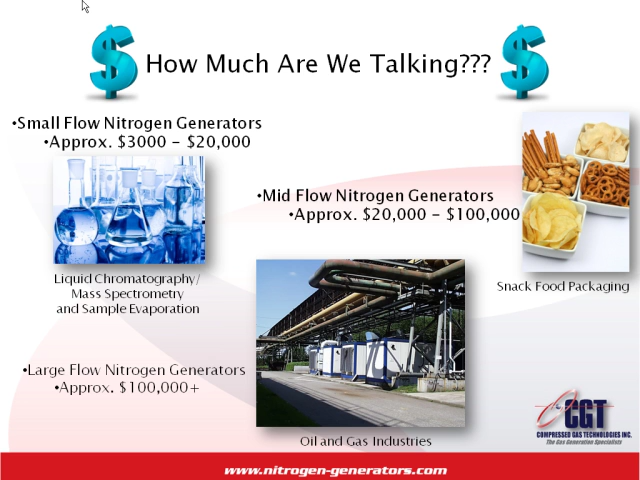 How Much Are We Talking???
•Small Flow Nitrogen Generators
•Approx. $3000 - $20,000
Liquid Chromatography/
Mass Spectrometry
and Sample Evaporation
•Mid Flow Nitrogen Generators
•Approx. $20,000 - $100,000
Snack Food Packaging
•Large Flow Nitrogen Generators
•Approx. $100,000+
Oil and Gas Industries
CGT
COMPRESSED GAS TECHNOLOGIES INC.
The Gas Generation Specialists
www.nitrogen-generators.com